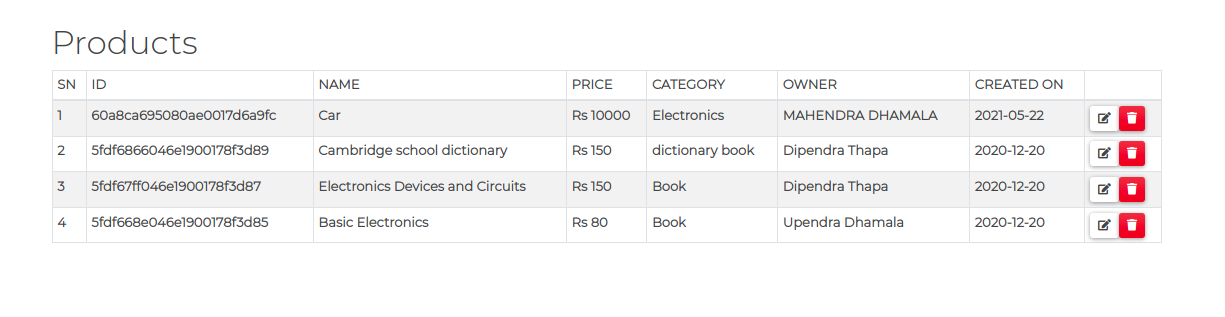 Products
SN ID NAME PRICE CATEGORY OWNER CREATED ON
1 60a8ca695080ae0017d6a9fc Car Rs 10000 Electronics MAHENDRA DHAMALA 2021-05-22
2 5fdf6866046e1900178f3d89 Cambridge school dictionary Rs 150 dictionary book Dipendra Thapa 2020-12-20
3 5fdf67ff046e1900178f3d87 Electronics Devices and Circuits Rs 150 Book Dipendra Thapa 2020-12-20
4 5fdf668e046e1900178f3d85 Basic Electronics Rs 80 Book Upendra Dhamala 2020-12-20